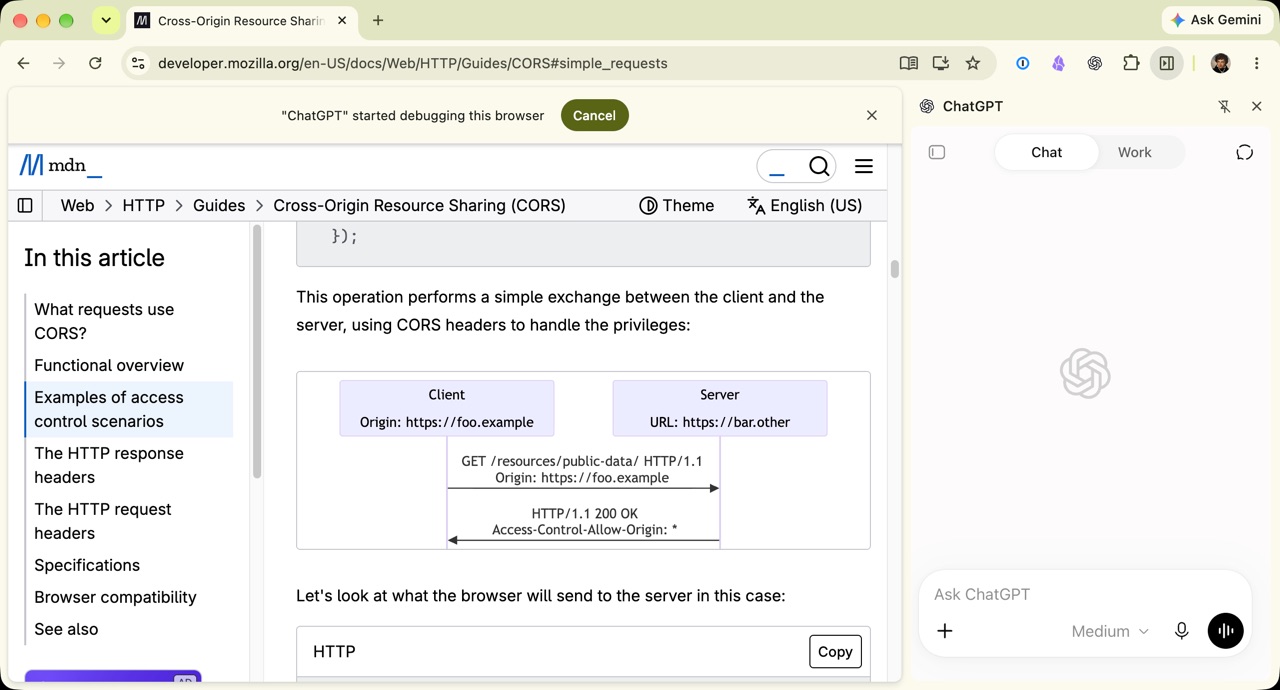 Cross-Origin Resource Sharin
Ask Gemini
developer.mozilla.org/en-US/docs/Web/HTTP/Guides/CORS#simple_requests
"ChatGPT" started debugging this browser
Cancel
mdn_
Web > HTTP > Guides > Cross-Origin Resource Sharing (CORS)
Theme
English (US)
In this article
What requests use
CORS?
Functional overview
Examples of access
control scenarios
The HTTP response
headers
The HTTP request
headers
Specifications
Browser compatibility
See also
AD
});
This operation performs a simple exchange between the client and the
server, using CORS headers to handle the privileges:
Client
Origin: https://foo.example
Server
URL: https://bar.other
GET /resources/public-data/ HTTP/1.1
Origin: https://foo.example
HTTP/1.1 200 OK
Access-Control-Allow-Origin: *
Let's look at what the browser will send to the server in this case:
HTTP
Copy
ChatGPT
Chat
Work
Ask ChatGPT
Medium